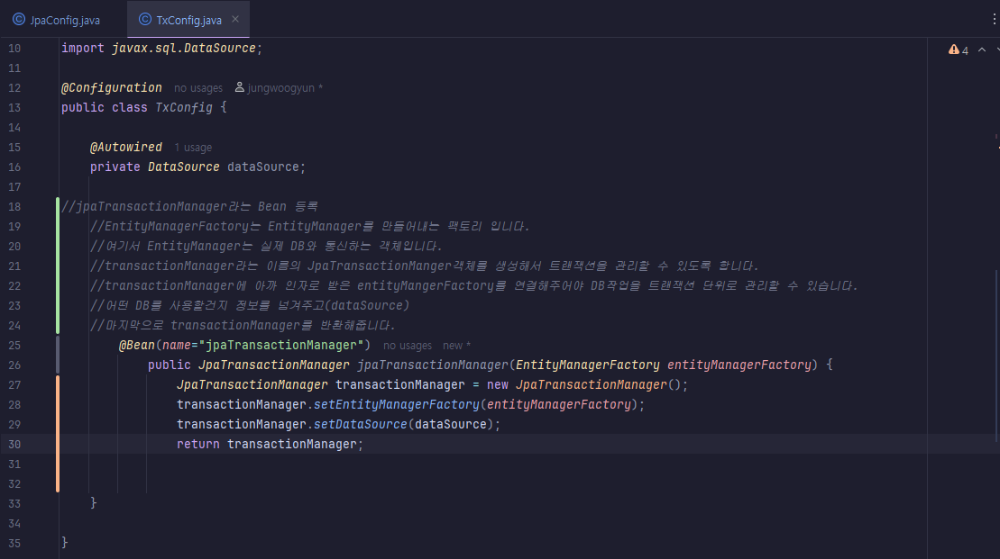 JpaConfig.java
TxConfig.java
10 import javax.sql.DataSource;
4
11
12 @Configuration no usages jungwoogyun *
13 public class TxConfig {
14
15 @Autowired 1 usage
16 private DataSource dataSource;
17
18 //jpaTransactionManager라는 Bean 등록
19 //EntityManagerFactory는 EntityManager를 만들어내는 팩토리 입니다.
20 //여기서 EntityManager는 실제 DB와 통신하는 객체입니다.
21 //transactionManager라는 이름의 JpaTransactionManger객체를 생성해서 트랜잭션을 관리할 수 있도록 합니다.
22 //transactionManager에 아까 인자로 받은 entityMangerFactory를 연결해주어야 DB작업을 트랜잭션 단위로 관리할 수 있습니다.
23 //어떤 DB를 사용할건지 정보를 넘겨주고(dataSource)
24 //마지막으로 transactionManager를 반환해줍니다.
25 @Bean(name="jpaTransactionManager") no usages new *
26 public JpaTransactionManager jpaTransactionManager(EntityManagerFactory entityManagerFactory) {
27 JpaTransactionManager transactionManager = new JpaTransactionManager();
28 transactionManager.setEntityManagerFactory(entityManagerFactory);
29 transactionManager.setDataSource(dataSource);
30 return transactionManager;
31
32
33 }
34
35 }